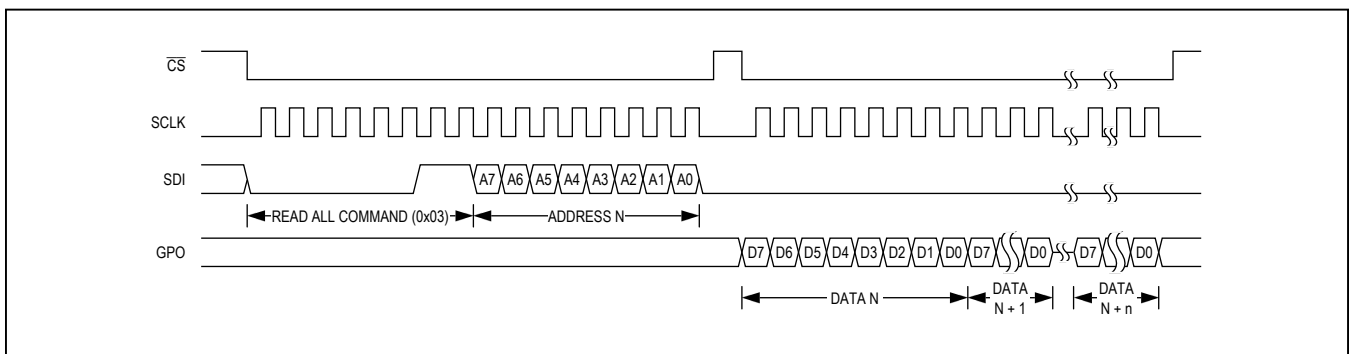 CS
SCLK
SDI
A7 A6 A5 A4 A3 A2 A1 A0
READ ALL COMMAND (0x03) ADDRESS N
GPO
D7 D6 D5 D4 D3 D2 D1 D0 D7 D0 D7 D0
DATA N
DATA
N + 1
DATA
N + n